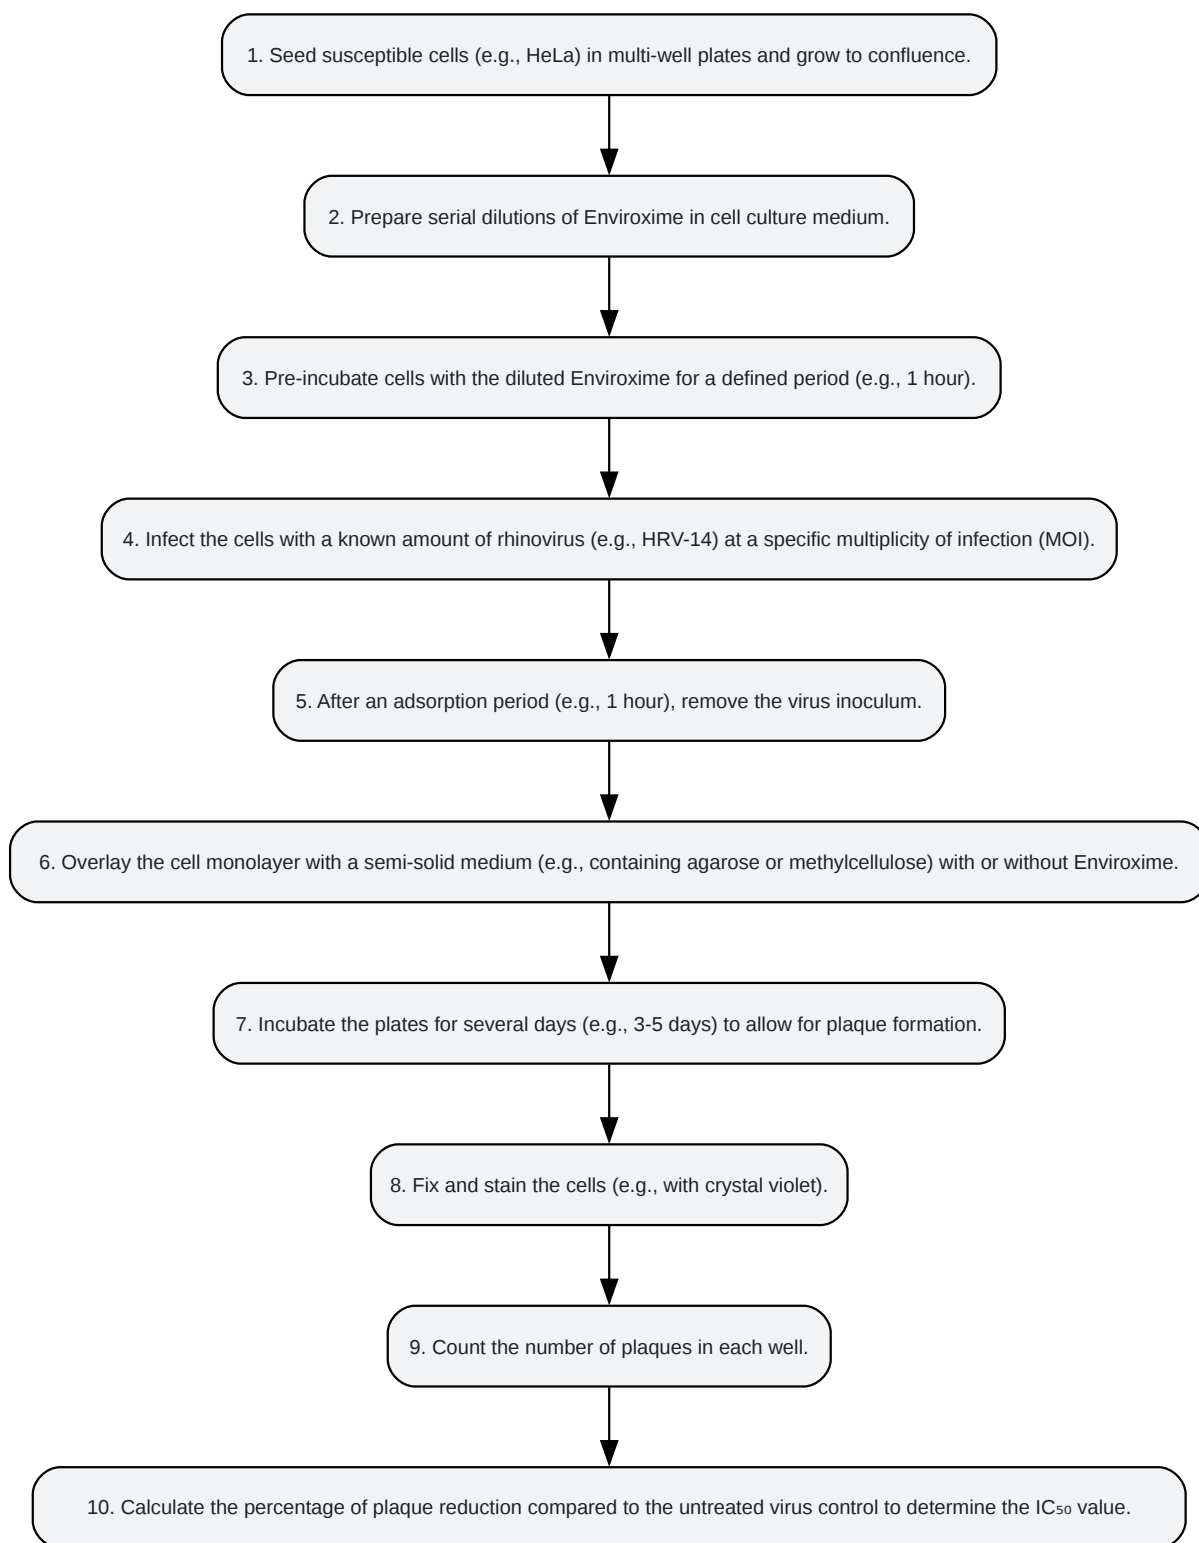 1. Seed susceptible cells (e.g., HeLa) in multi-well plates and grow to confluence.
2. Prepare serial dilutions of Enviroxime in cell culture medium.
3. Pre-incubate cells with the diluted Enviroxime for a defined period (e.g., 1 hour).
4. Infect the cells with a known amount of rhinovirus (e.g., HRV-14) at a specific multiplicity of infection (MOI).
5. After an adsorption period (e.g., 1 hour), remove the virus inoculum.
6. Overlay the cell monolayer with a semi-solid medium (e.g., containing agarose or methylcellulose) with or without Enviroxime.
7. Incubate the plates for several days (e.g., 3-5 days) to allow for plaque formation.
8. Fix and stain the cells (e.g., with crystal violet).
9. Count the number of plaques in each well.
10. Calculate the percentage of plaque reduction compared to the untreated virus control to determine the IC₅₀ value.